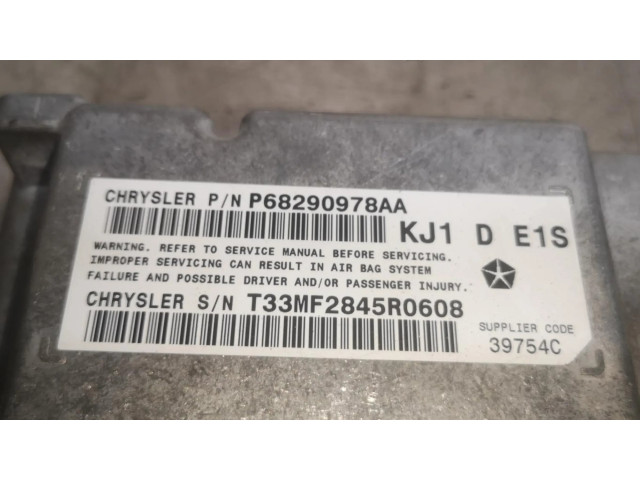 CHRYSLER P/N P68290978AA
KJ1 D E1S
WARNING. REFER TO SERVICE MANUAL BEFORE SERVICING.
IMPROPER SERVICING CAN RESULT IN AIR BAG SYSTEM
FAILURE AND POSSIBLE DRIVER AND/OR PASSENGER INJURY.
CHRYSLER S/N T33MF2845R0608
SUPPLIER CODE
39754C